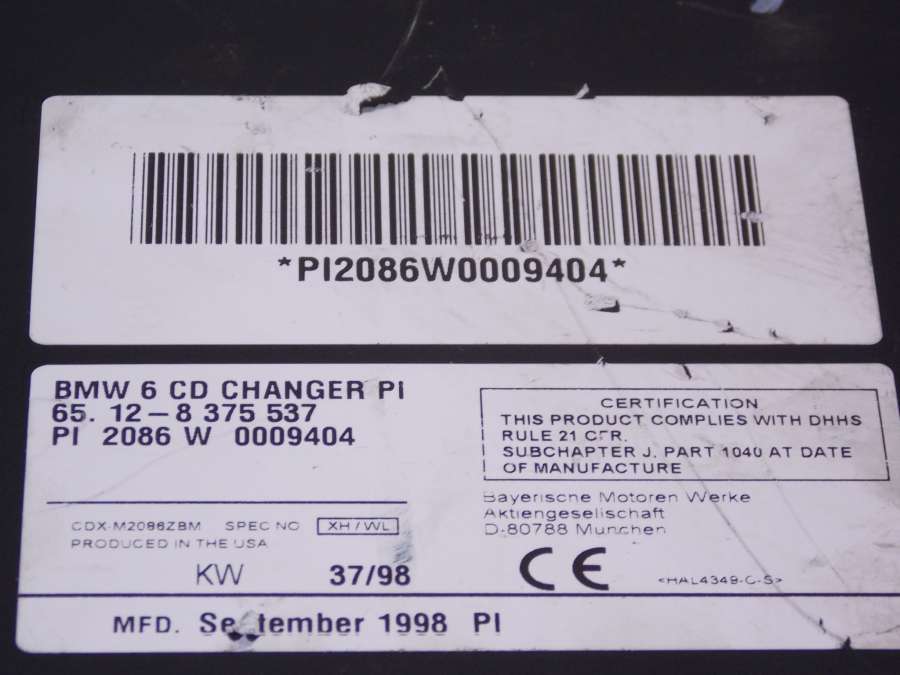 *PI2086W0009404*
BMW 6 CD CHANGER PI
65. 12-8 375 537
PI 2086 W 0009404
CERTIFICATION
THIS PRODUCT COMPLIES WITH DHHS
RULE 21 CFR.
SUBCHAPTER J. PART 1040 AT DATE
OF MANUFACTURE
CDX-M2086ZBM SPEC NO XH/WL
PRODUCED IN THE USA
KW 37/98
Bayerische Motoren Werke
Aktiengesellschaft
D-80788 Munchen
CE
<HAL4349-C-S>
MFD. September 1998 PI